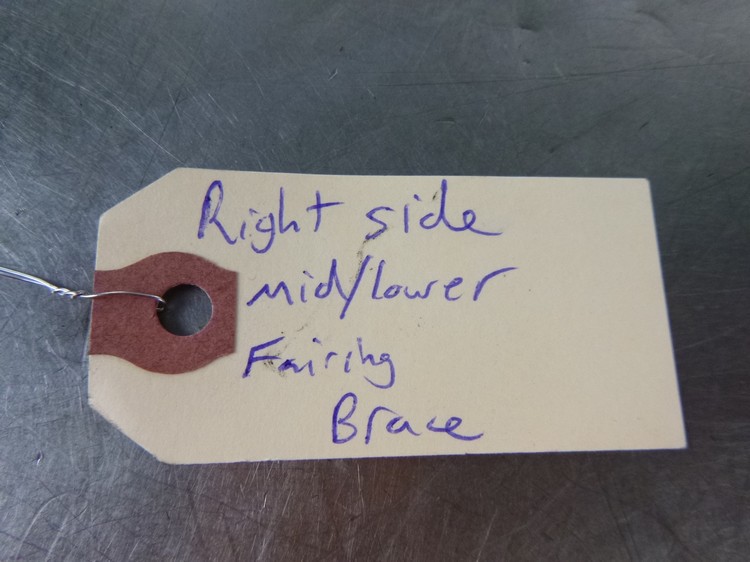 Right side
mid/lower
Fairing
Brace